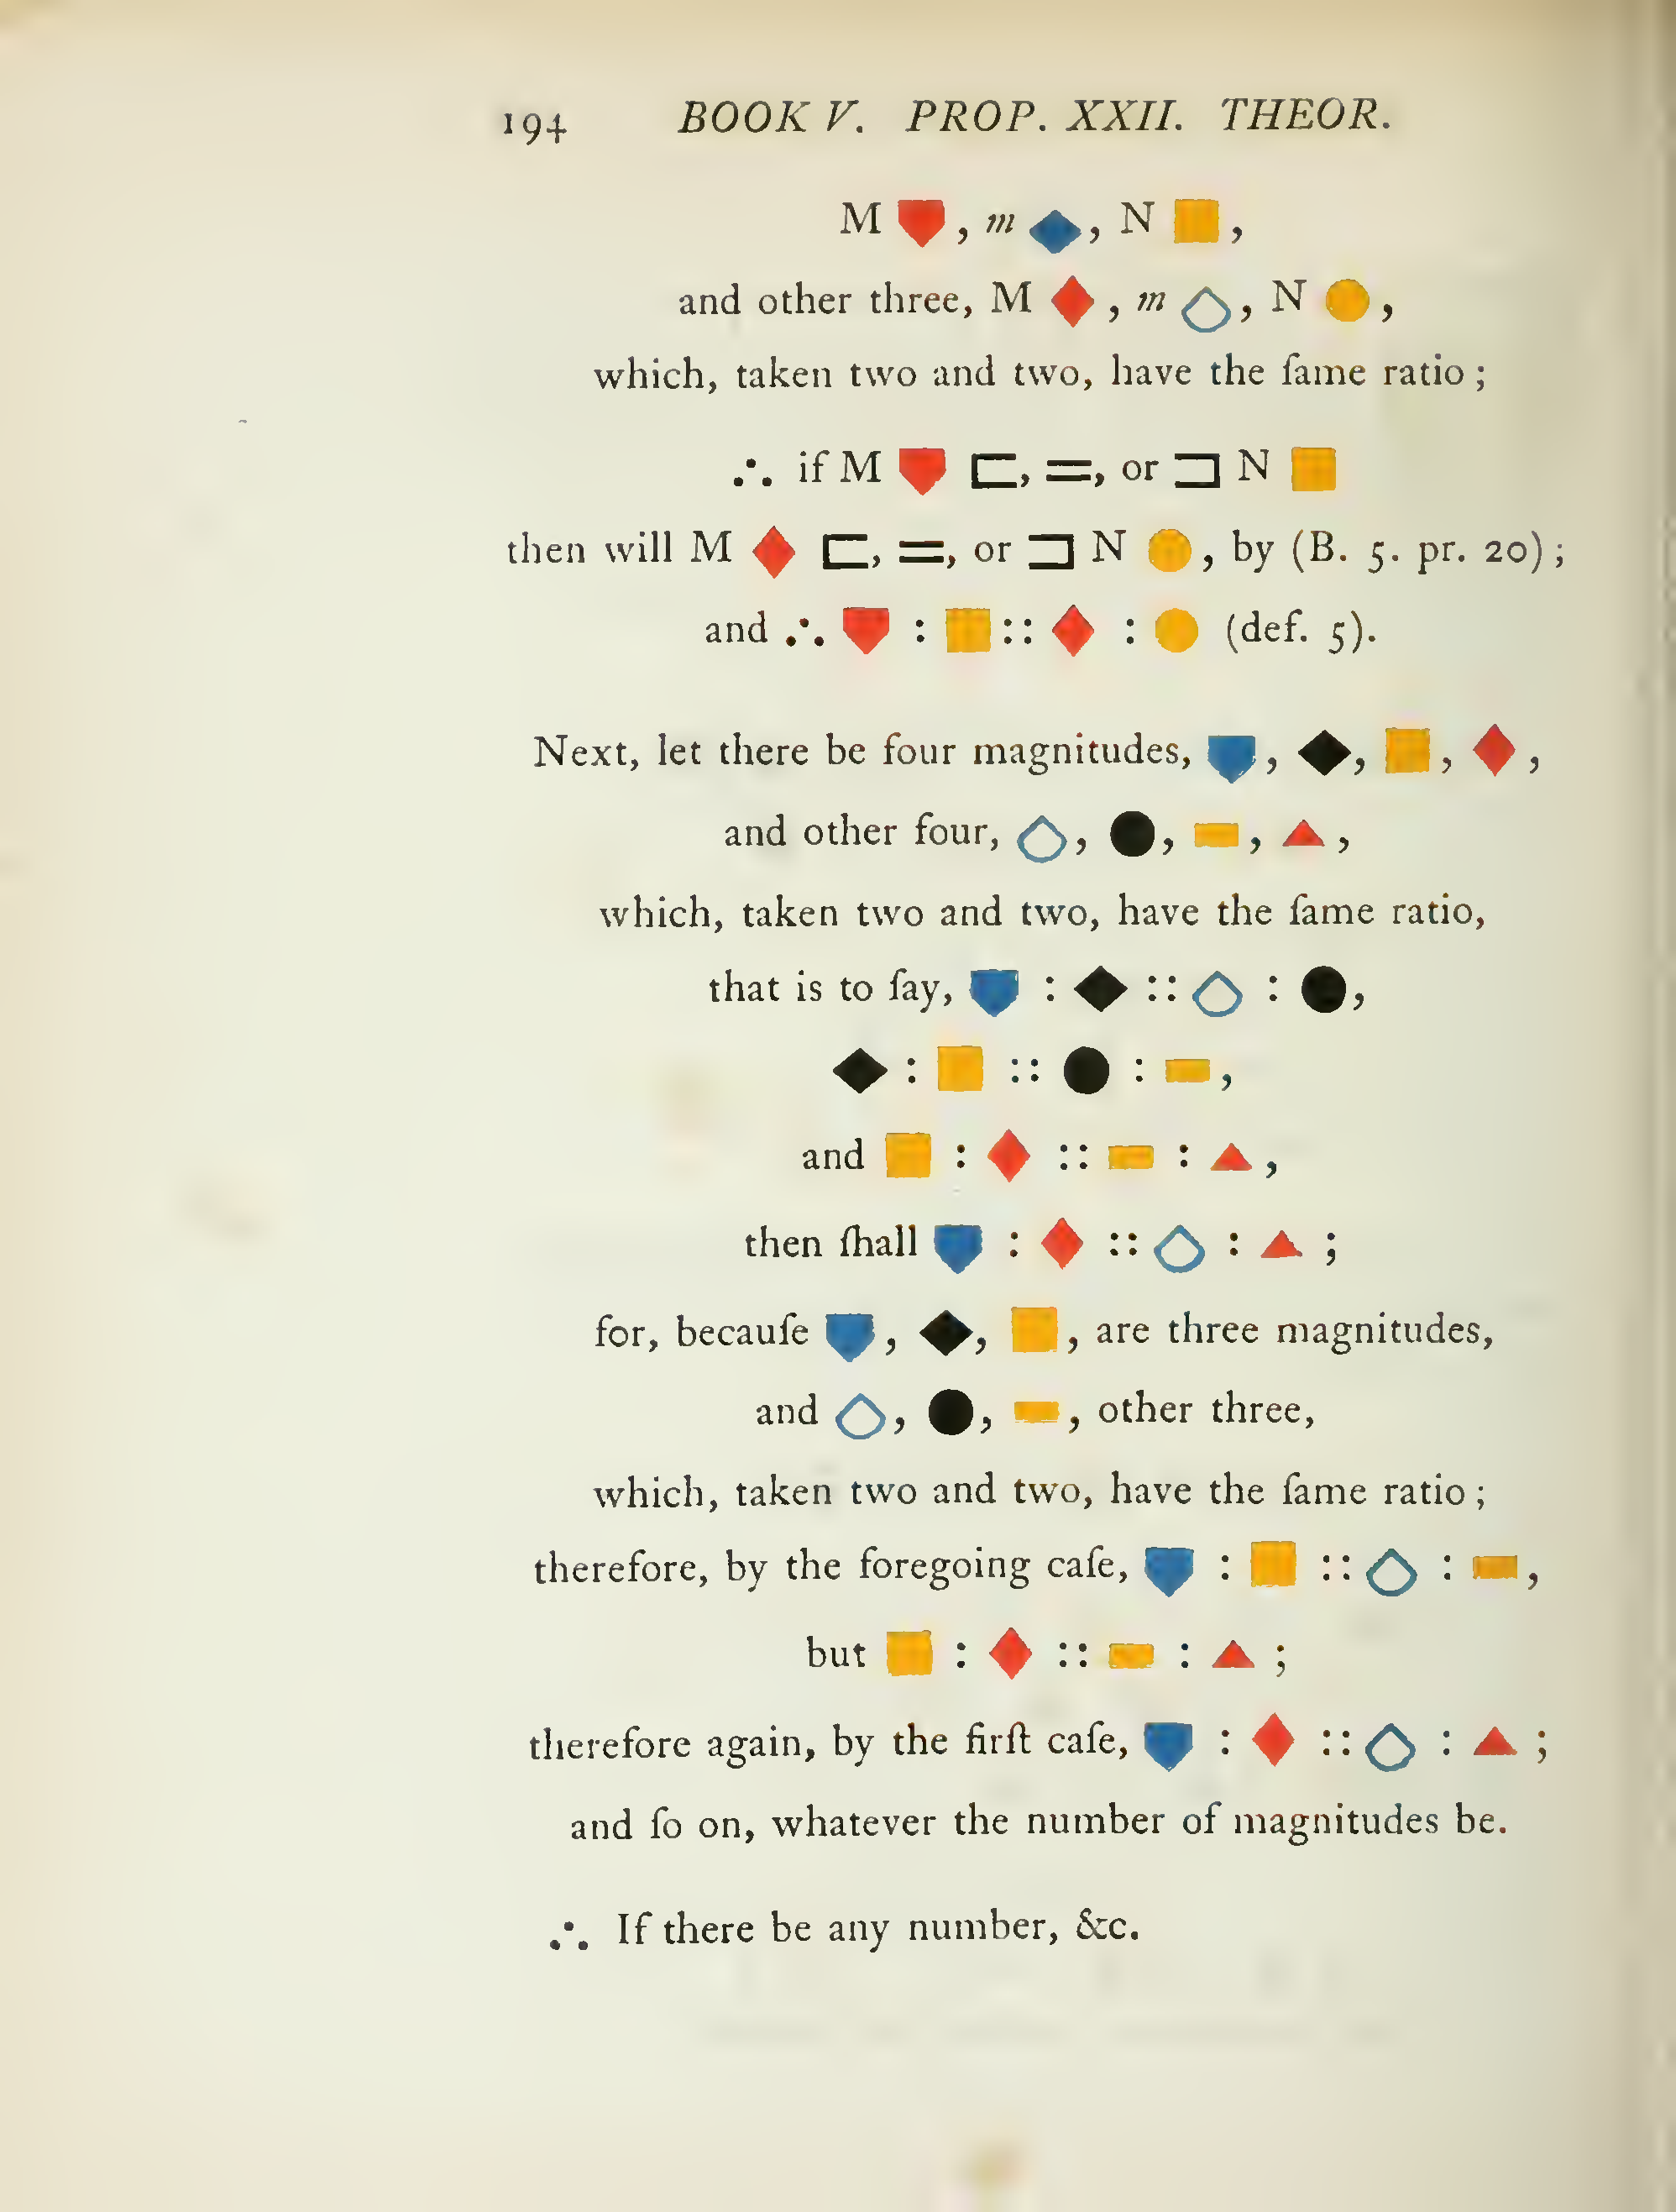 194 BOOK V. PROP. XXII. THEOR.
M , m , N ,
and other three, M , m , N ,
which, taken two and two, have the ſame ratio ;
∴ if M ⊏, =, or ⊐ N
then will M ⊏, =, or ⊐ N , by (B. 5. pr. 20) ;
and ∴ : :: : (def. 5).
Next, let there be four magnitudes, , , , ,
and other four, , , , ,
which, taken two and two, have the ſame ratio,
that is to ſay, : :: : ,
: :: : ,
and : :: : ,
then ſhall : :: : ;
for, becauſe , , , are three magnitudes,
and , , , other three,
which, taken two and two, have the ſame ratio ;
therefore, by the foregoing caſe, : :: : ,
but : :: : ;
therefore again, by the firſt caſe, : :: : ;
and ſo on, whatever the number of magnitudes be.
∴ If there be any number, &c.